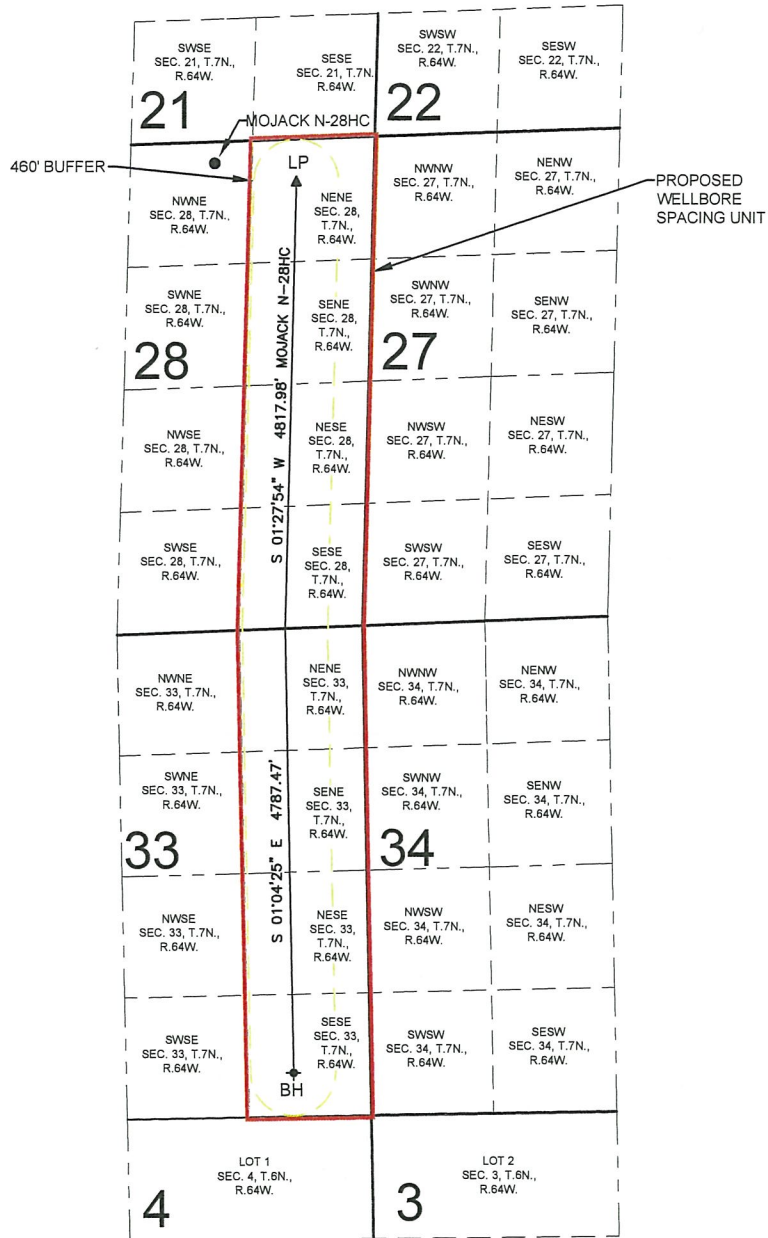 SWSE
SEC. 21, T.7N.,
R.64W.
21
SESE
SEC. 21, T.7N.
R.64W.
SWSW
SEC. 22, T.7N.,
R.64W.
22
SESW
SEC. 22, T.7N.,
R.64W.
MOJACK N-28HC
460' BUFFER
LP
PROPOSED
WELLBORE
SPACING UNIT
NWNE
SEC. 28, T.7N.,
R.64W.
NENE
SEC. 28,
T.7N.,
R.64W.
NWNW
SEC. 27, T.7N.,
R.64W.
NENW
SEC. 27, T.7N.,
R.64W.
SWNE
SEC. 28, T.7N.,
R.64W.
28
SENE
SEC. 28,
T.7N.,
R.64W.
SWNW
SEC. 27, T.7N.,
R.64W.
27
SENW
SEC. 27, T.7N.,
R.64W.
S 01°27'54" W 4817.98' MOJACK N-28HC
NWSE
SEC. 28, T.7N.,
R.64W.
NESE
SEC. 28,
T.7N.,
R.64W.
NWSW
SEC. 27, T.7N.,
R.64W.
NESW
SEC. 27, T.7N.,
R.64W.
SWSE
SEC. 28, T.7N.,
R.64W.
SESE
SEC. 28,
T.7N.,
R.64W.
SWSW
SEC. 27, T.7N.,
R.64W.
SESW
SEC. 27, T.7N.,
R.64W.
NWNE
SEC. 33, T.7N.,
R.64W.
NENE
SEC. 33,
T.7N.,
R.64W.
NWNW
SEC. 34, T.7N.,
R.64W.
NENW
SEC. 34, T.7N.,
R.64W.
SWNE
SEC. 33, T.7N.,
R.64W.
33
SENE
SEC. 33,
T.7N.,
R.64W.
SWNW
SEC. 34, T.7N.,
R.64W.
34
SENW
SEC. 34, T.7N.,
R.64W.
S 01°04'25" E 4787.47'
NWSE
SEC. 33, T.7N.,
R.64W.
NESE
SEC. 33,
T.7N.,
R.64W.
NWSW
SEC. 34, T.7N.,
R.64W.
NESW
SEC. 34, T.7N.,
R.64W.
SWSE
SEC. 33, T.7N.,
R.64W.
SESE
SEC. 33,
T.7N.,
R.64W.
SWSW
SEC. 34, T.7N.,
R.64W.
SESW
SEC. 34, T.7N.,
R.64W.
BH
LOT 1
SEC. 4, T.6N.,
R.64W.
4
LOT 2
SEC. 3, T.6N.,
R.64W.
3